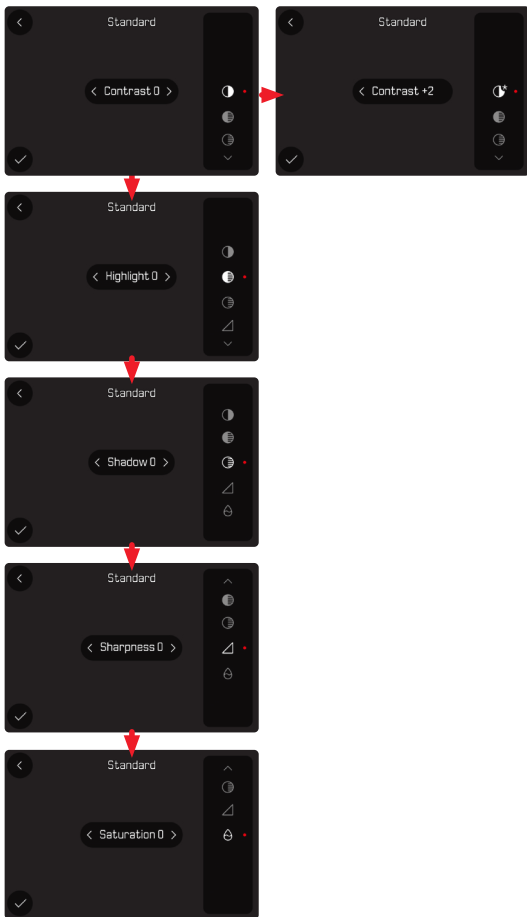 Standard
Contrast 0
Standard
Contrast +2
Standard
Highlight 0
Standard
Shadow 0
Standard
Sharpness 0
Standard
Saturation 0